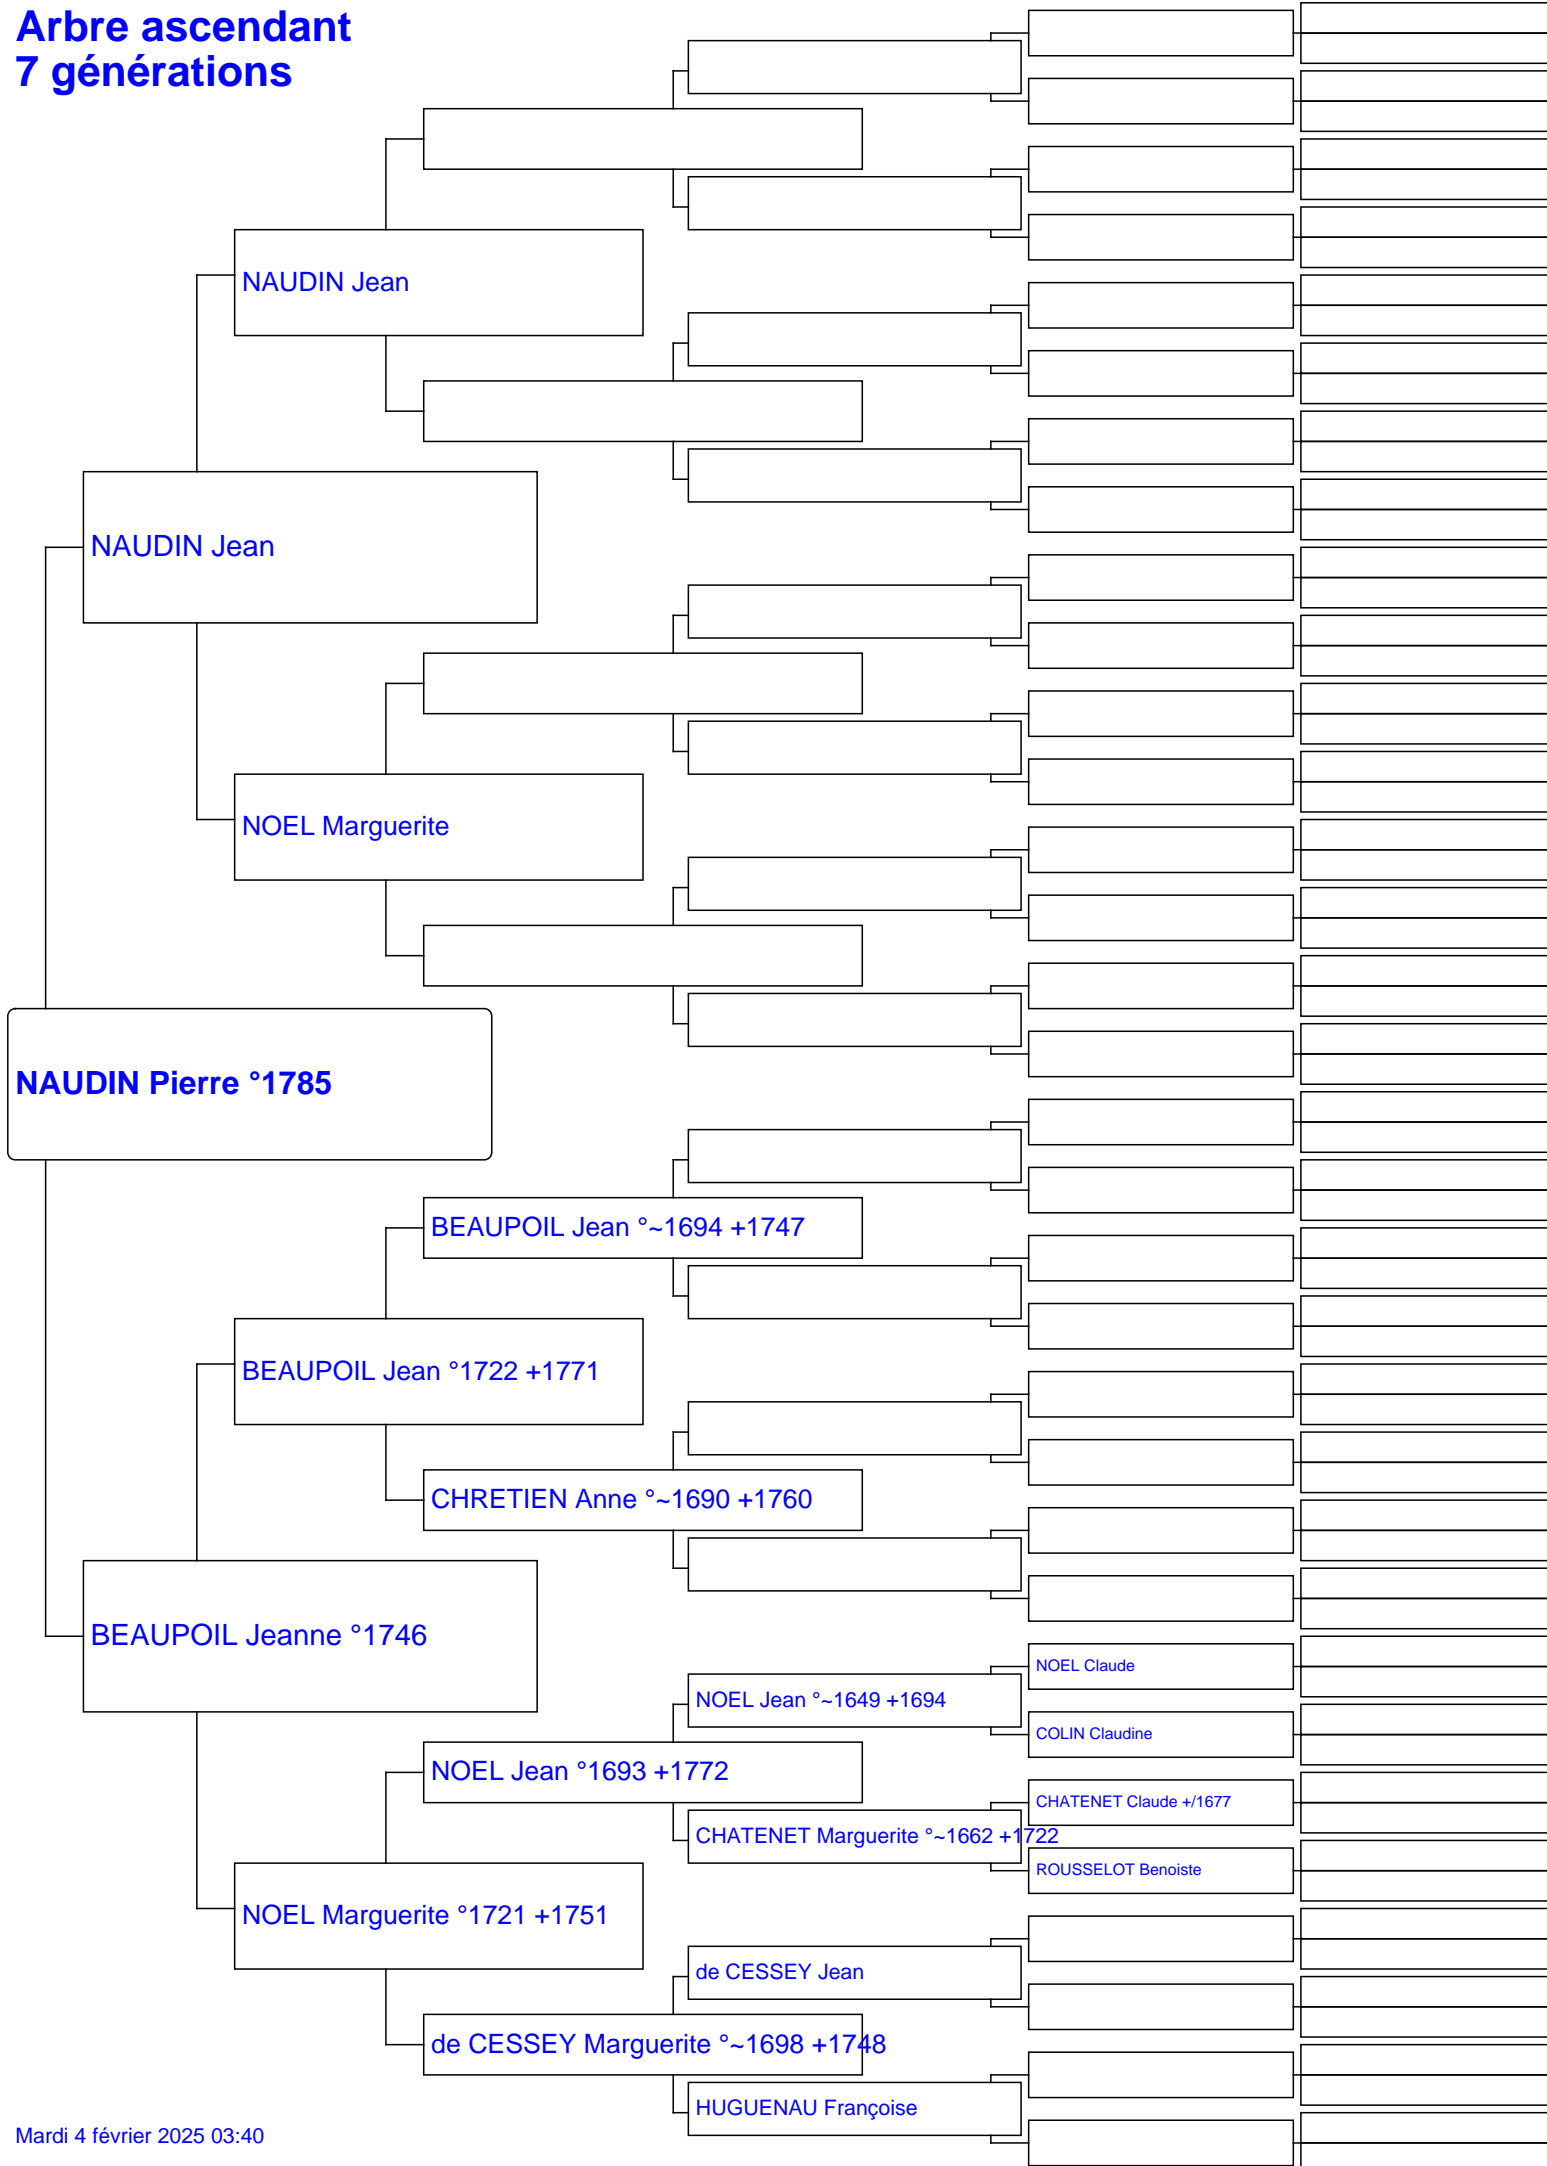 Arbre ascendant
7 générations
NAUDIN Jean
NAUDIN Jean
NOEL Marguerite
NAUDIN Pierre °1785
BEAUPOIL Jean °~1694 +1747
BEAUPOIL Jean °1722 +1771
CHRETIEN Anne °~1690 +1760
BEAUPOIL Jeanne °1746
NOEL Claude
NOEL Jean °~1649 +1694
COLIN Claudine
NOEL Jean °1693 +1772
CHATENET Claude +/1677
CHATENET Marguerite °~1662 +1722
ROUSSELOT Benoiste
NOEL Marguerite °1721 +1751
de CESSEY Jean
de CESSEY Marguerite °~1698 +1748
HUGUENAU Françoise
Mardi 4 février 2025 03:40